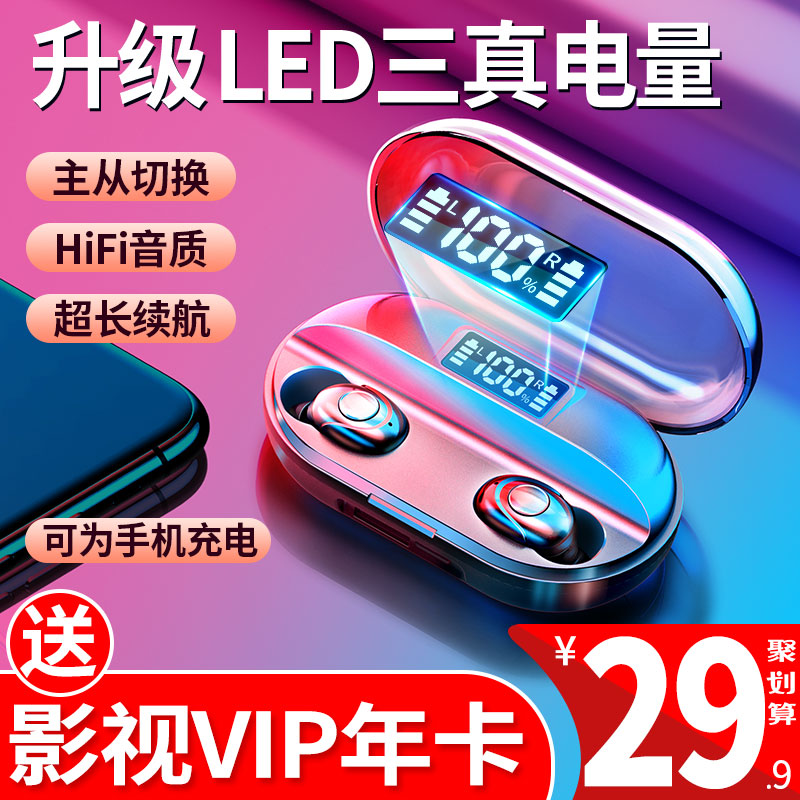 升级LED三真电量
主从切换
HiFi音质
超长续航
L 100% R
L 100% R
可为手机充电
送
影视VIP年卡
¥29.9
聚划算